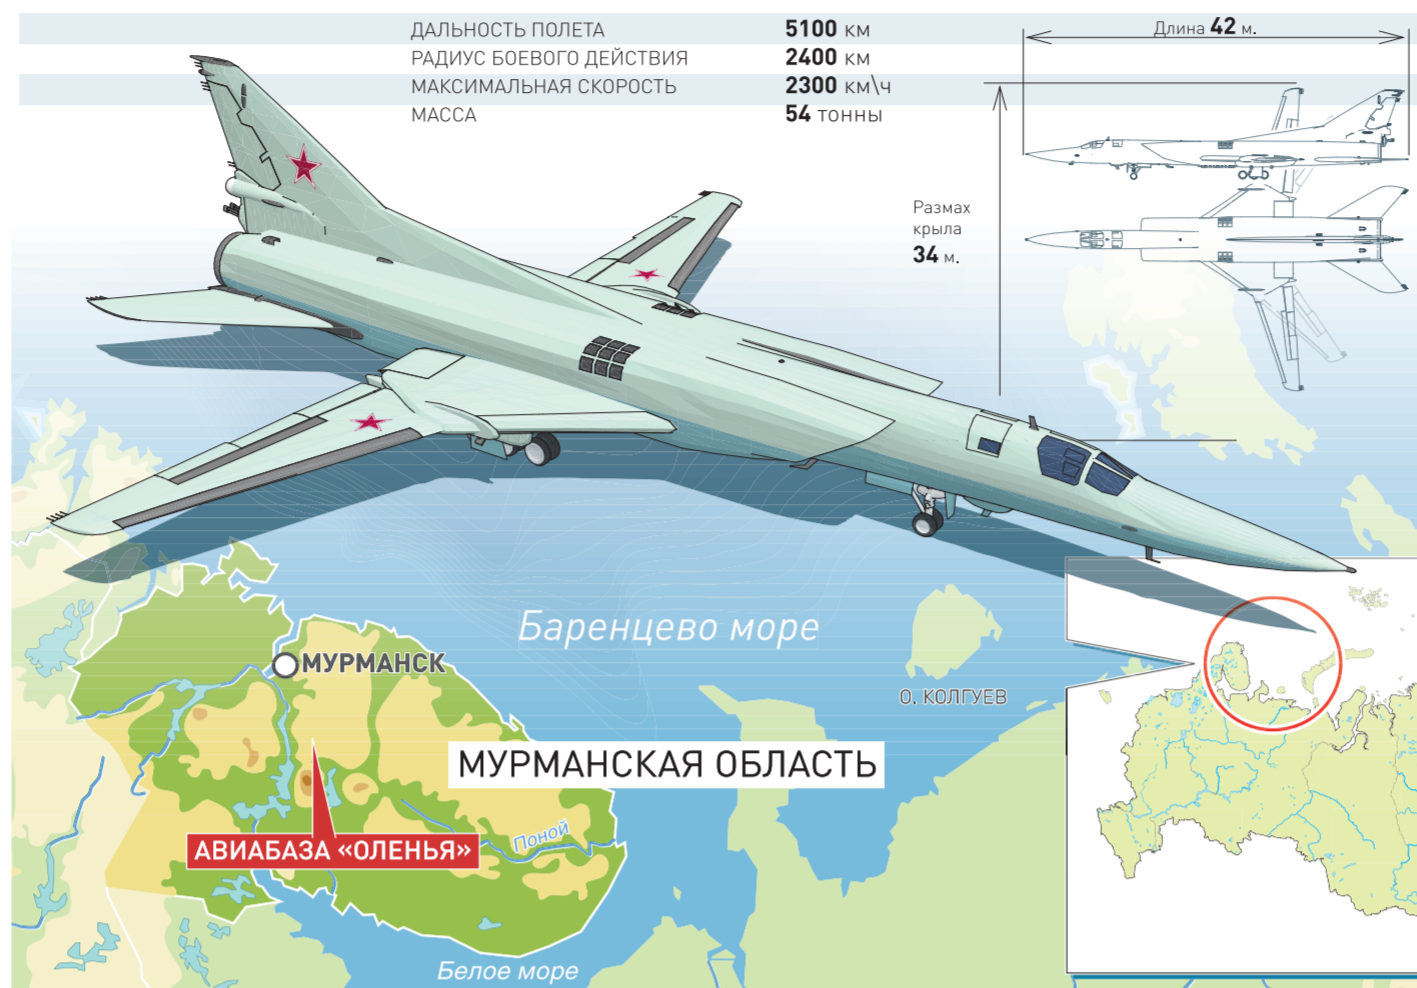 ДАЛЬНОСТЬ ПОЛЕТА 5100 км
РАДИУС БОЕВОГО ДЕЙСТВИЯ 2400 км
МАКСИМАЛЬНАЯ СКОРОСТЬ 2300 км\ч
МАССА 54 тонны
Длина 42 м.
Размах
крыла
34 м.
Баренцево море
МУРМАНСК
О. КОЛГУЕВ
МУРМАНСКАЯ ОБЛАСТЬ
Поной
АВИАБАЗА «ОЛЕНЬЯ»
Белое море